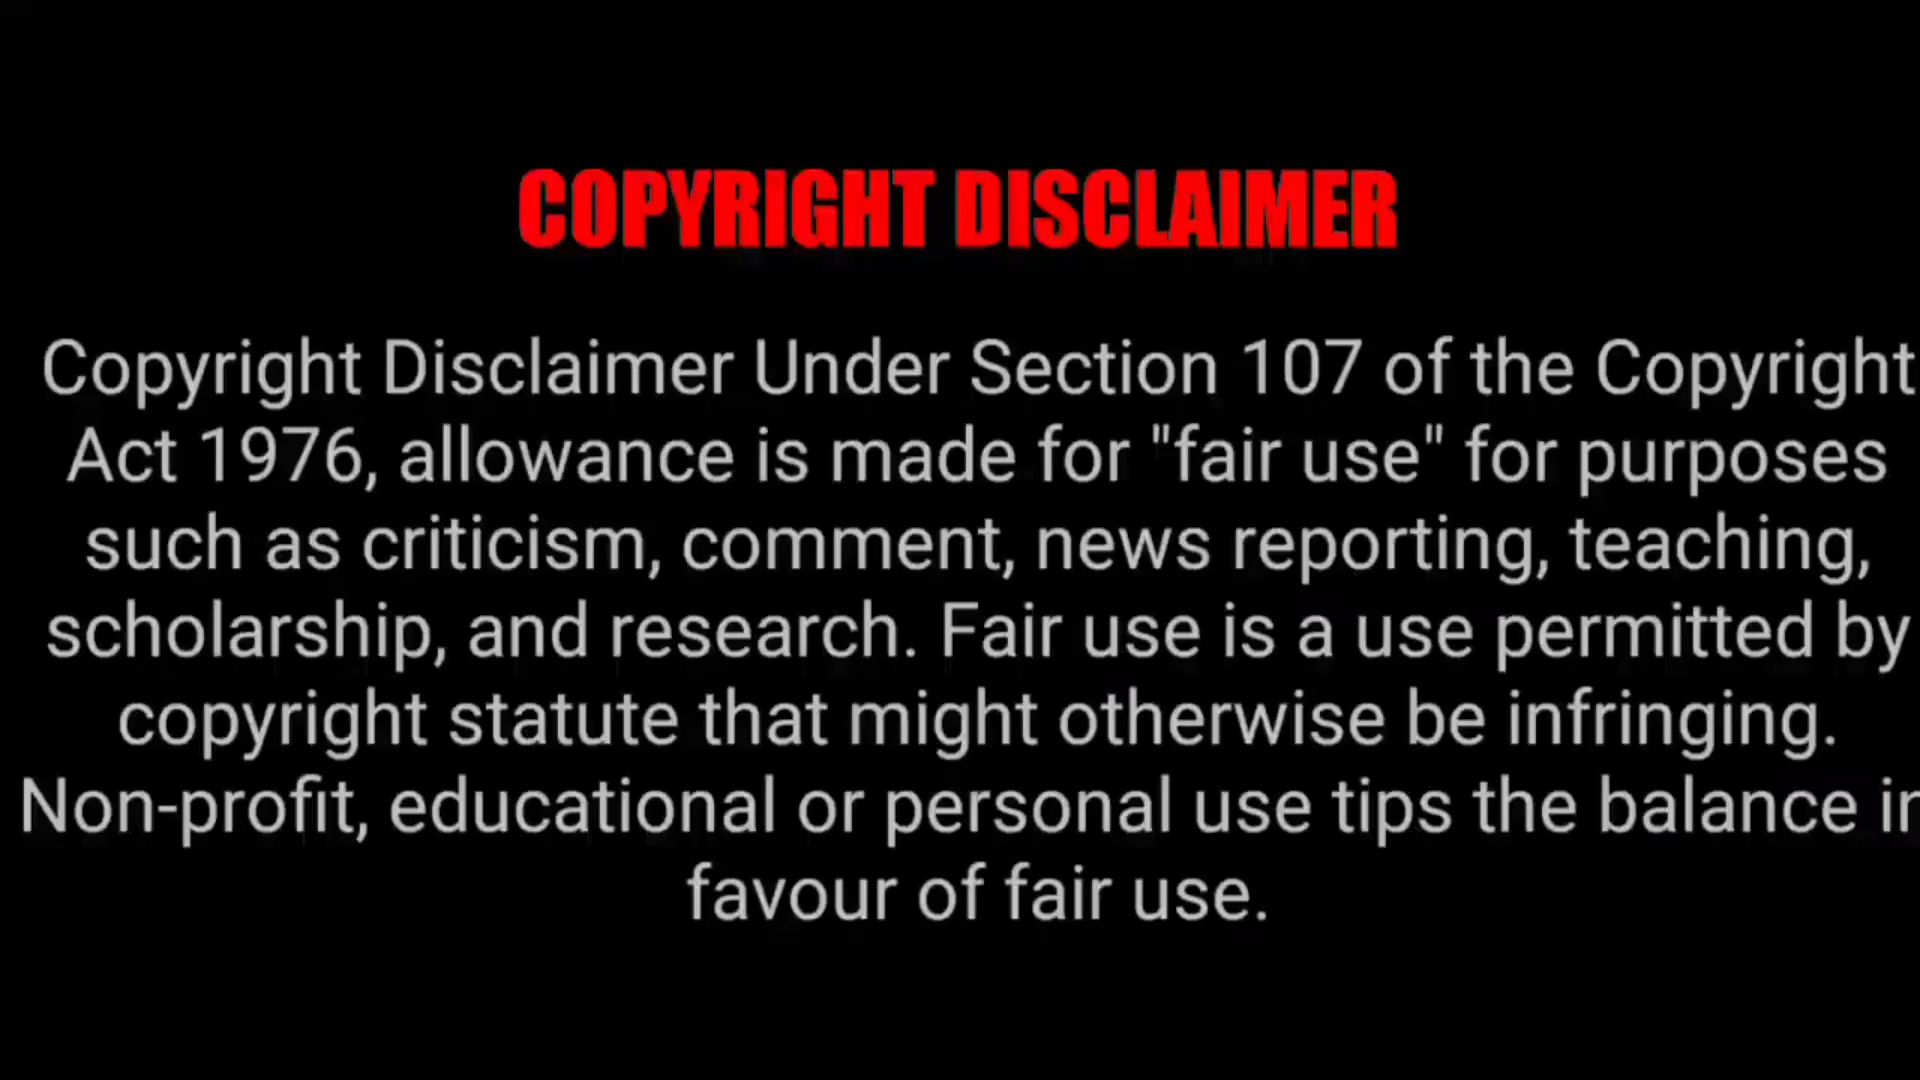 COPYRIGHT DISCLAIMER
Copyright Disclaimer Under Section 107 of the Copyright
Act 1976, allowance is made for "fair use" for purposes
such as criticism, comment, news reporting, teaching,
scholarship, and research. Fair use is a use permitted by
copyright statute that might otherwise be infringing.
Non-profit, educational or personal use tips the balance in
favour of fair use.